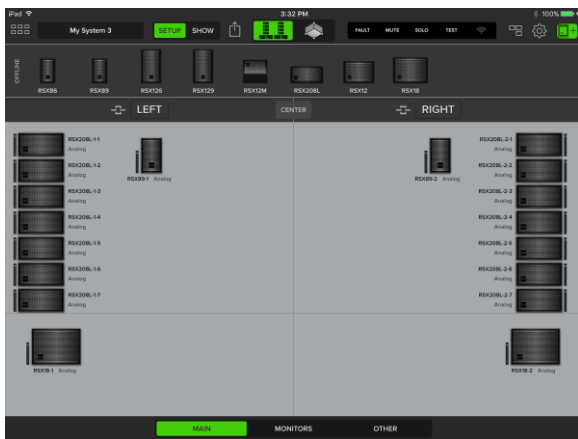 iPad 3:32 PM 100%
My System 3 SETUP SHOW FAULT MUTE SOLO TEST
OFFLINE
RSX86 RSX89 RSX126 RSX129 RSX12M RSX208L RSX12 RSX18
LEFT CENTER RIGHT
RSX208L-1-1
Analog
RSX208L-1-2
Analog
RSX208L-1-3
Analog
RSX208L-1-4
Analog
RSX208L-1-5
Analog
RSX208L-1-6
Analog
RSX208L-1-7
Analog
RSX89-1 Analog
RSX89-2 Analog
RSX208L-2-1
Analog
RSX208L-2-2
Analog
RSX208L-2-3
Analog
RSX208L-2-4
Analog
RSX208L-2-5
Analog
RSX208L-2-6
Analog
RSX208L-2-7
Analog
RSX18-1 Analog
RSX18-2 Analog
MAIN MONITORS OTHER